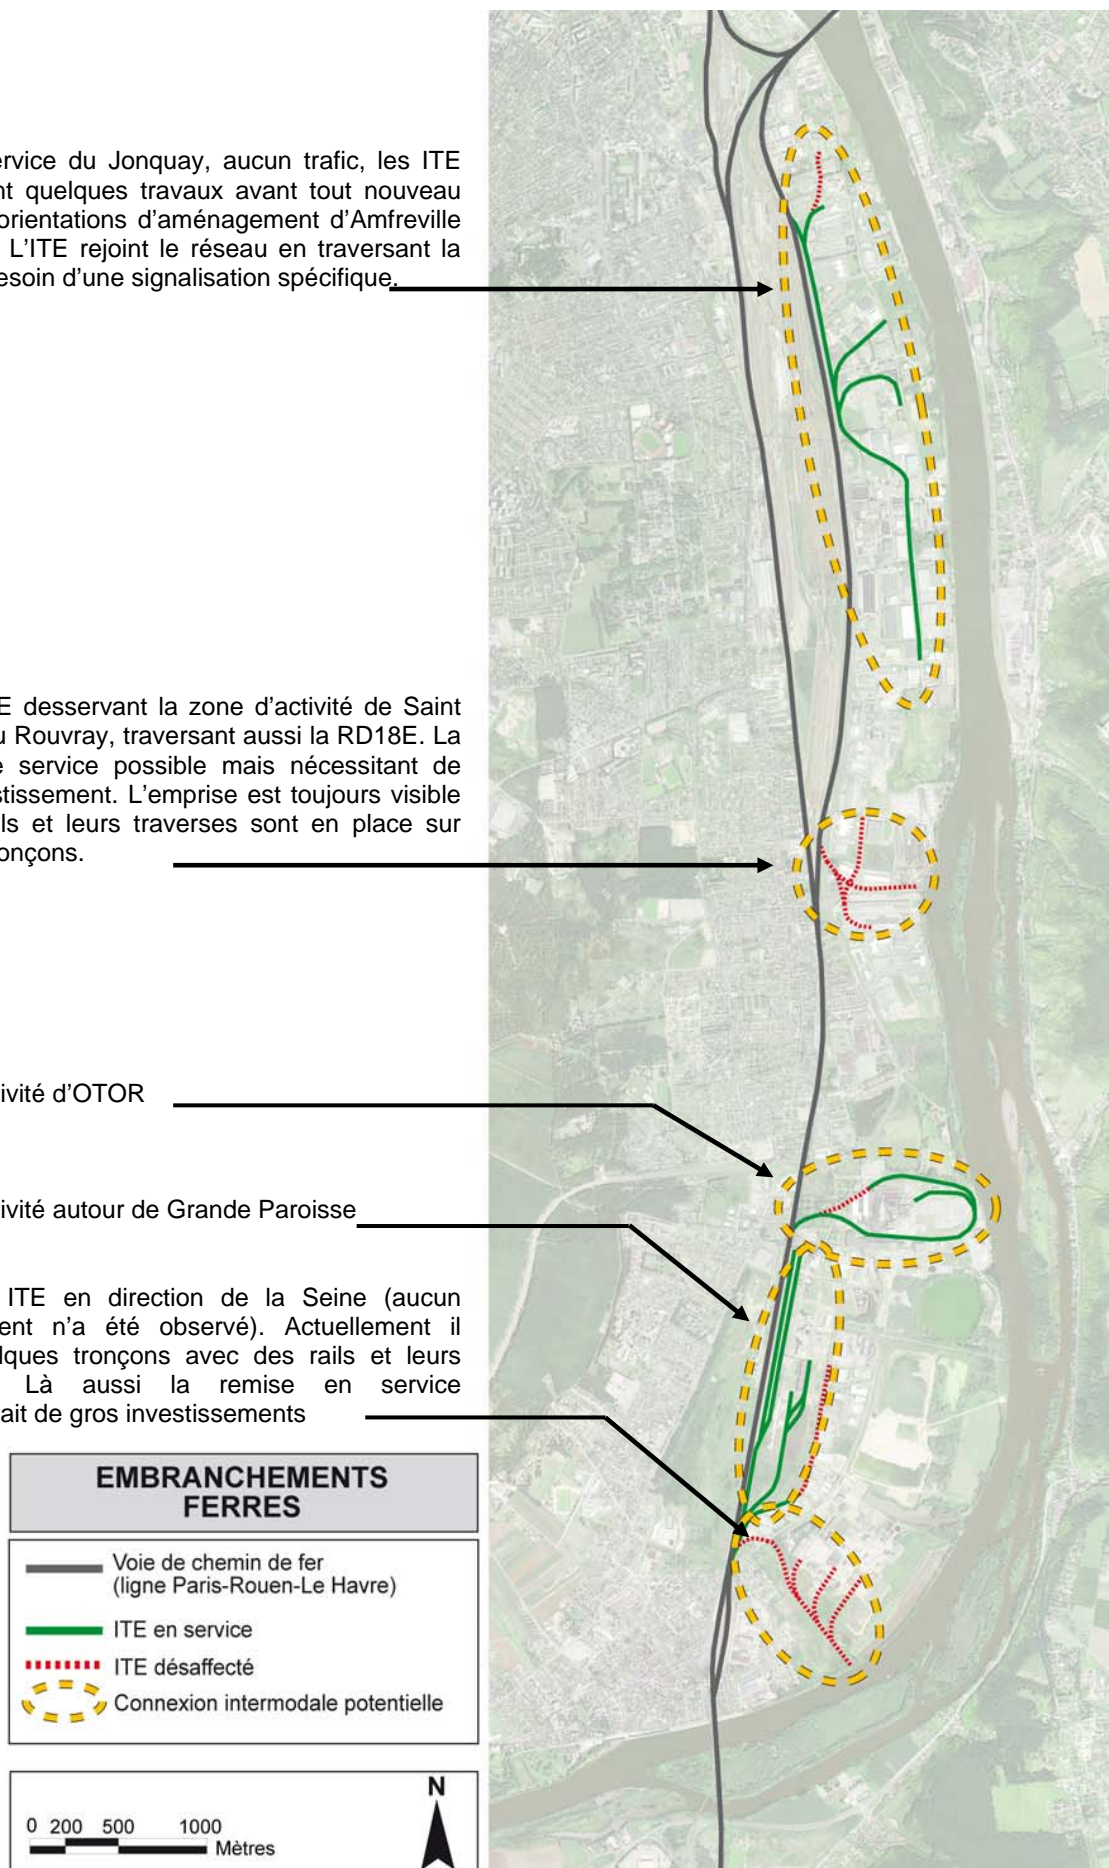 ervice du Jonquay, aucun trafic, les ITE
nt quelques travaux avant tout nouveau
orientations d'aménagement d'Amfreville
L'ITE rejoint le réseau en traversant la
esoin d'une signalisation spécifique.
E desservant la zone d'activité de Saint
u Rouvray, traversant aussi la RD18E. La
e service possible mais nécessitant de
stissement. L'emprise est toujours visible
ils et leurs traverses sont en place sur
onçons.
ivité d'OTOR
ivité autour de Grande Paroisse
ITE en direction de la Seine (aucun
ent n'a été observé). Actuellement il
lques tronçons avec des rails et leurs
Là aussi la remise en service
ait de gros investissements
EMBRANCHEMENTS
FERRES
Voie de chemin de fer
(ligne Paris-Rouen-Le Havre)
ITE en service
ITE désaffecté
Connexion intermodale potentielle
N
0 200 500 1000
Mètres